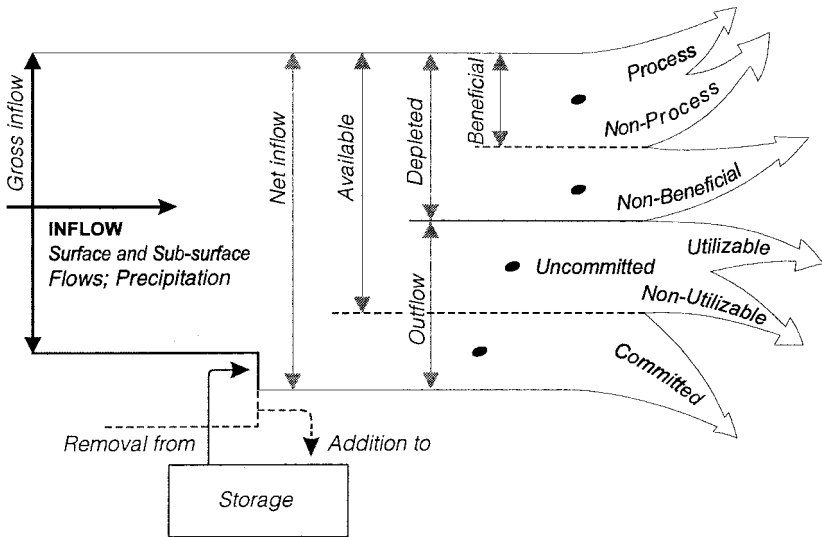 Gross inflow
INFLOW
Surface and Sub-surface
Flows; Precipitation
Net inflow
Available
Depleted
Outflow
Beneficial
Process
Non-Process
Non-Beneficial
Utilizable
Uncommitted
Non-Utilizable
Committed
Removal from
Addition to
Storage